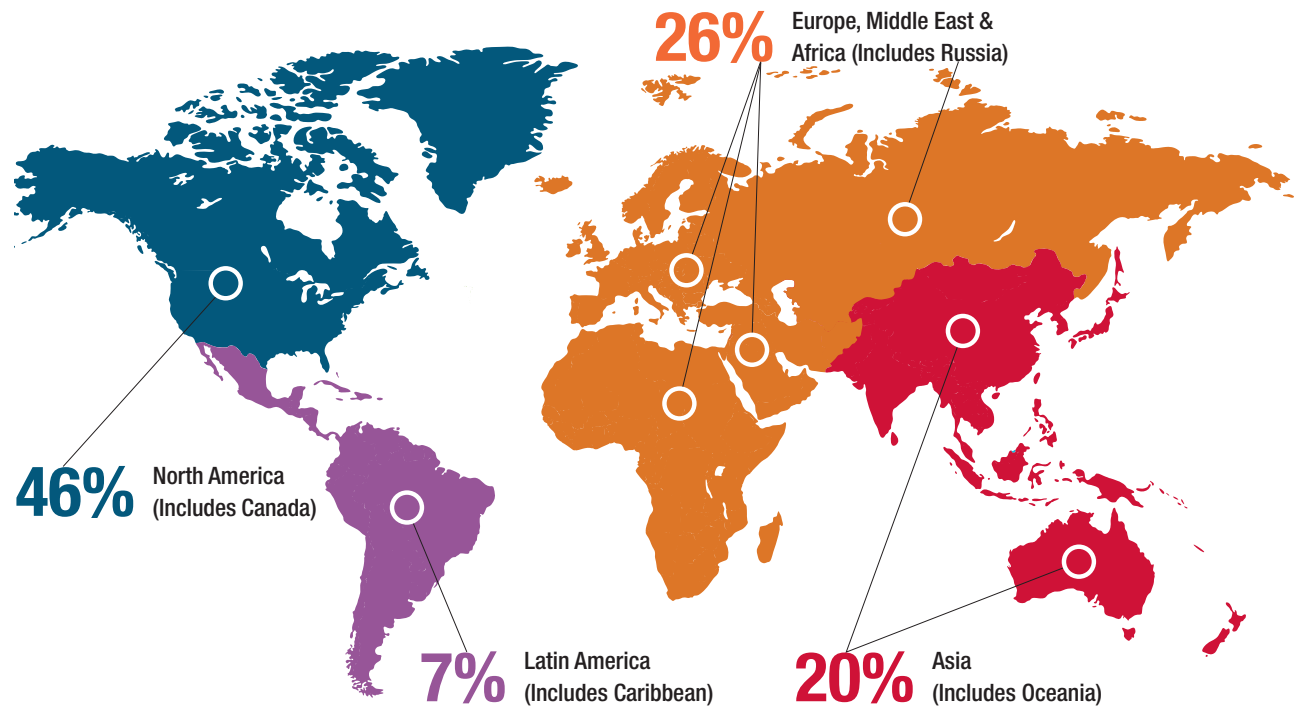 26%
Europe, Middle East &
Africa (Includes Russia)
46%
North America
(Includes Canada)
7%
Latin America
(Includes Caribbean)
20%
Asia
(Includes Oceania)